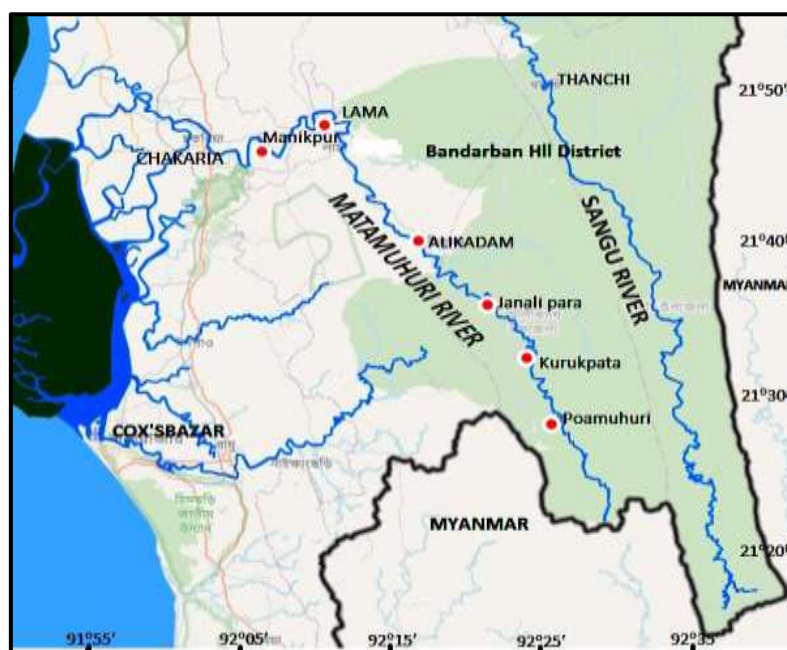 THANCHI
21°50'
LAMA
Manikpur
CHAKARIA
Bandarban Hll District
MATAMUHURI RIVER
SANGU RIVER
ALIKADAM
21°40'
MYANMAR
Janali para
Kurukpata
21°30'
Poamuhuri
COX'SBAZAR
MYANMAR
21°20'
91°55'
92°05'
92°15'
92°25'
92°35'